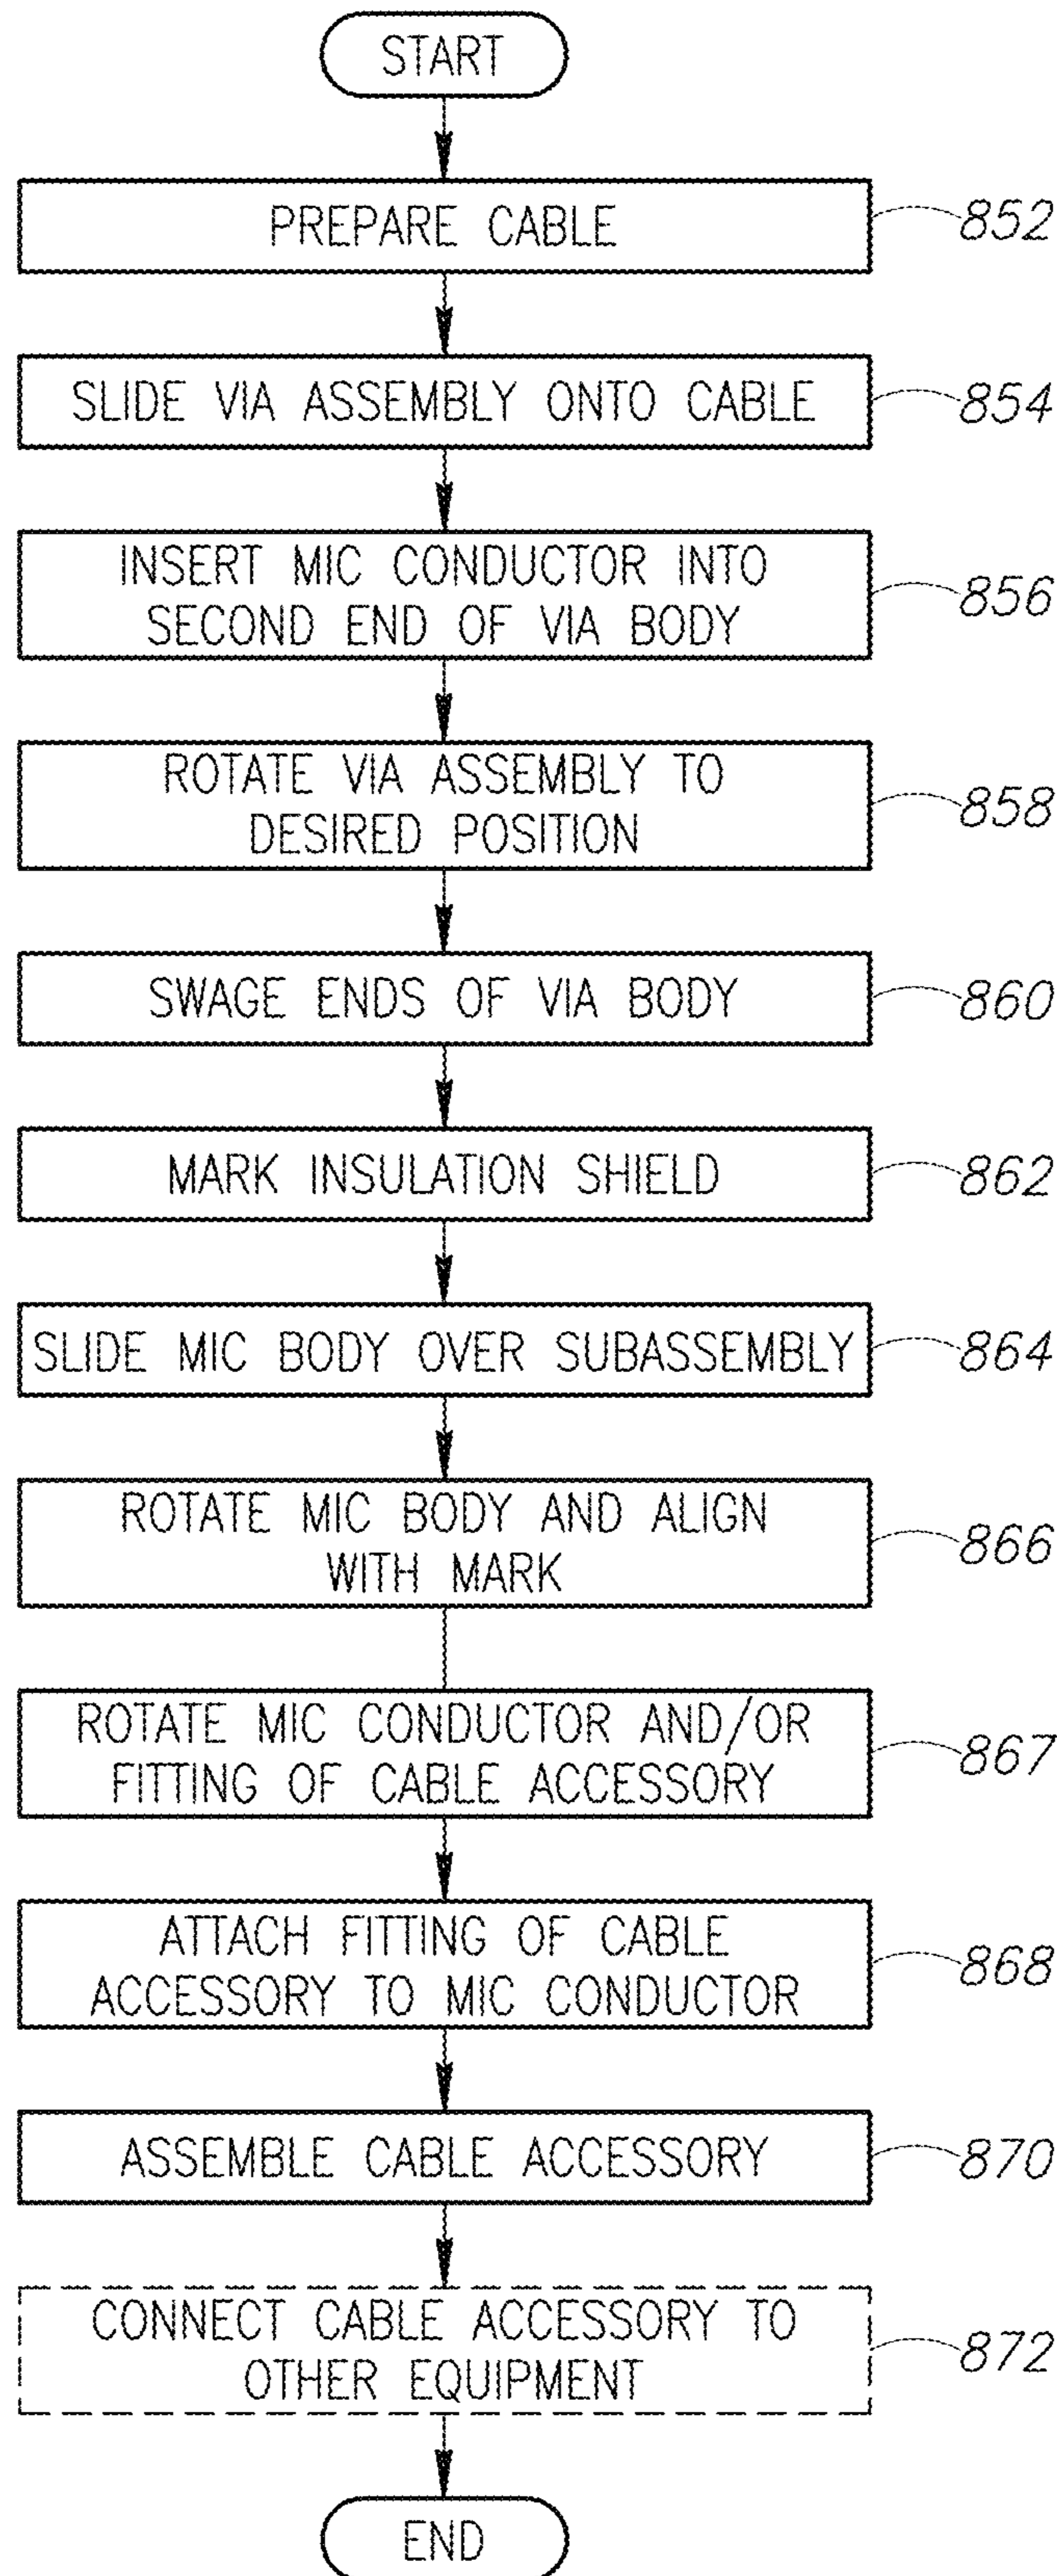 START
PREPARE CABLE
852
SLIDE VIA ASSEMBLY ONTO CABLE
854
INSERT MIC CONDUCTOR INTO
SECOND END OF VIA BODY
856
ROTATE VIA ASSEMBLY TO
DESIRED POSITION
858
SWAGE ENDS OF VIA BODY
860
MARK INSULATION SHIELD
862
SLIDE MIC BODY OVER SUBASSEMBLY
864
ROTATE MIC BODY AND ALIGN
WITH MARK
866
ROTATE MIC CONDUCTOR AND/OR
FITTING OF CABLE ACCESSORY
867
ATTACH FITTING OF CABLE
ACCESSORY TO MIC CONDUCTOR
868
ASSEMBLE CABLE ACCESSORY
870
CONNECT CABLE ACCESSORY TO
OTHER EQUIPMENT
872
END